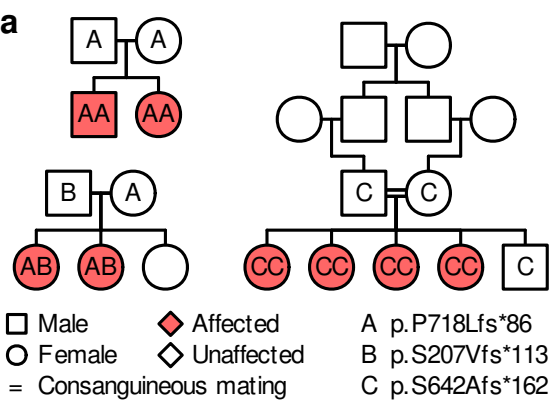 a
A A
AA AA
B A
AB AB
C C
CC CC CC CC C
Male Affected A p.P718Lfs*86
Female Unaffected B p.S207Vfs*113
= Consanguineous mating C p.S642Afs*162